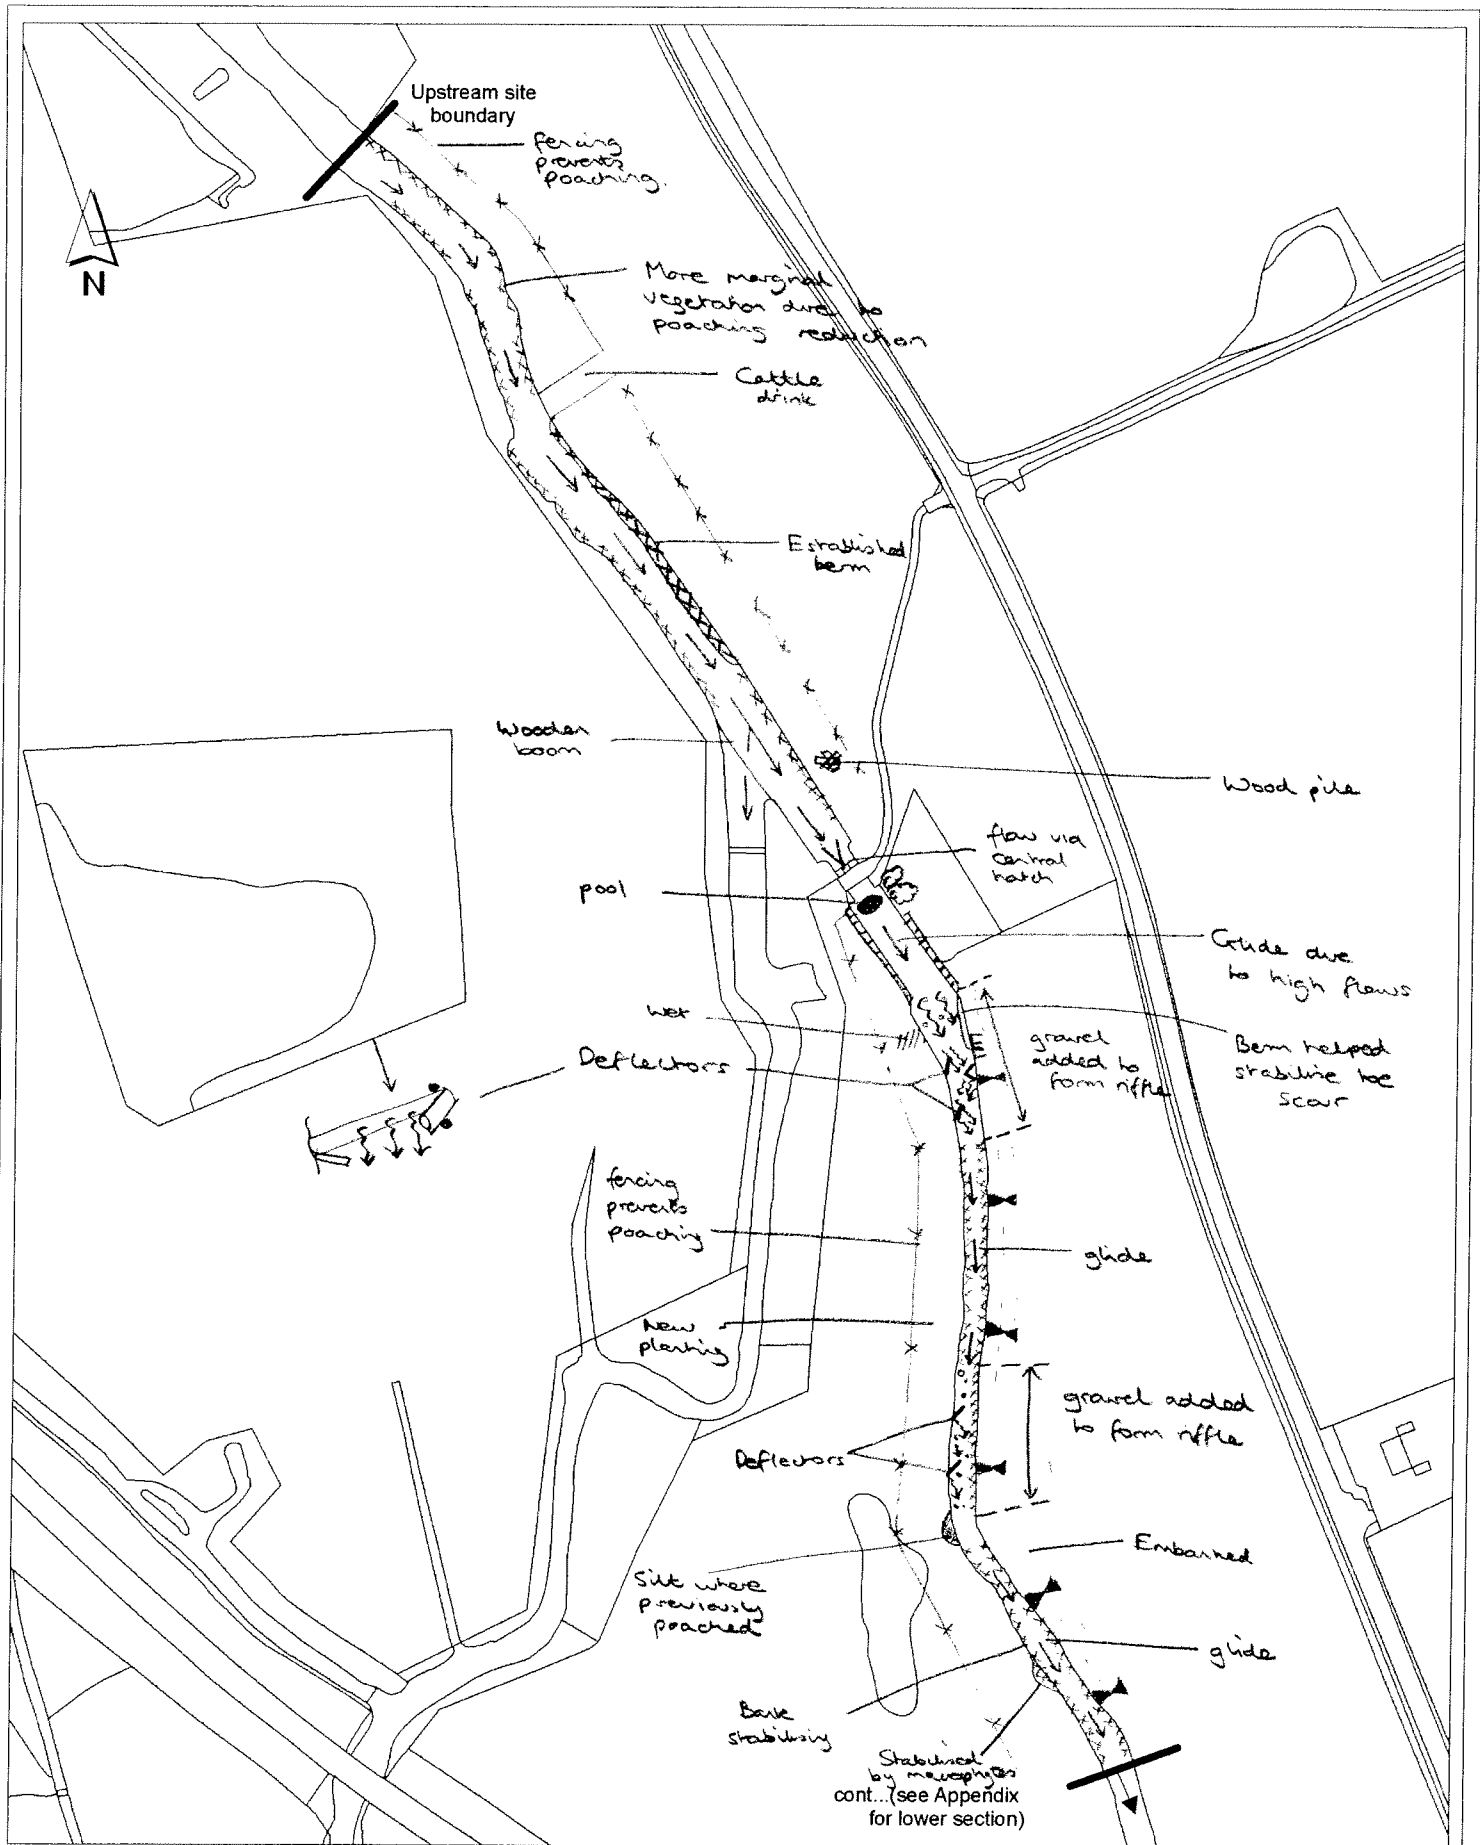 Upstream site
boundary
fencing
prevents
poaching.
N
More marginal
vegetation due to
poaching reduction
Cattle
drink
Established
berm
Wooden
boom
Wood pile
flow via
central
hatch
pool
Glide due
to high flows
wet
Deflectors
gravel
added to
form riffle
Berm helped
stabilise toe
scour
fencing
prevents
poaching
glide
New
planting
gravel added
to form riffle
Deflectors
Embanked
Silt where
previously
poached
glide
Bank
stabilising
Stabilised
by macrophytes
cont...(see Appendix
for lower section)